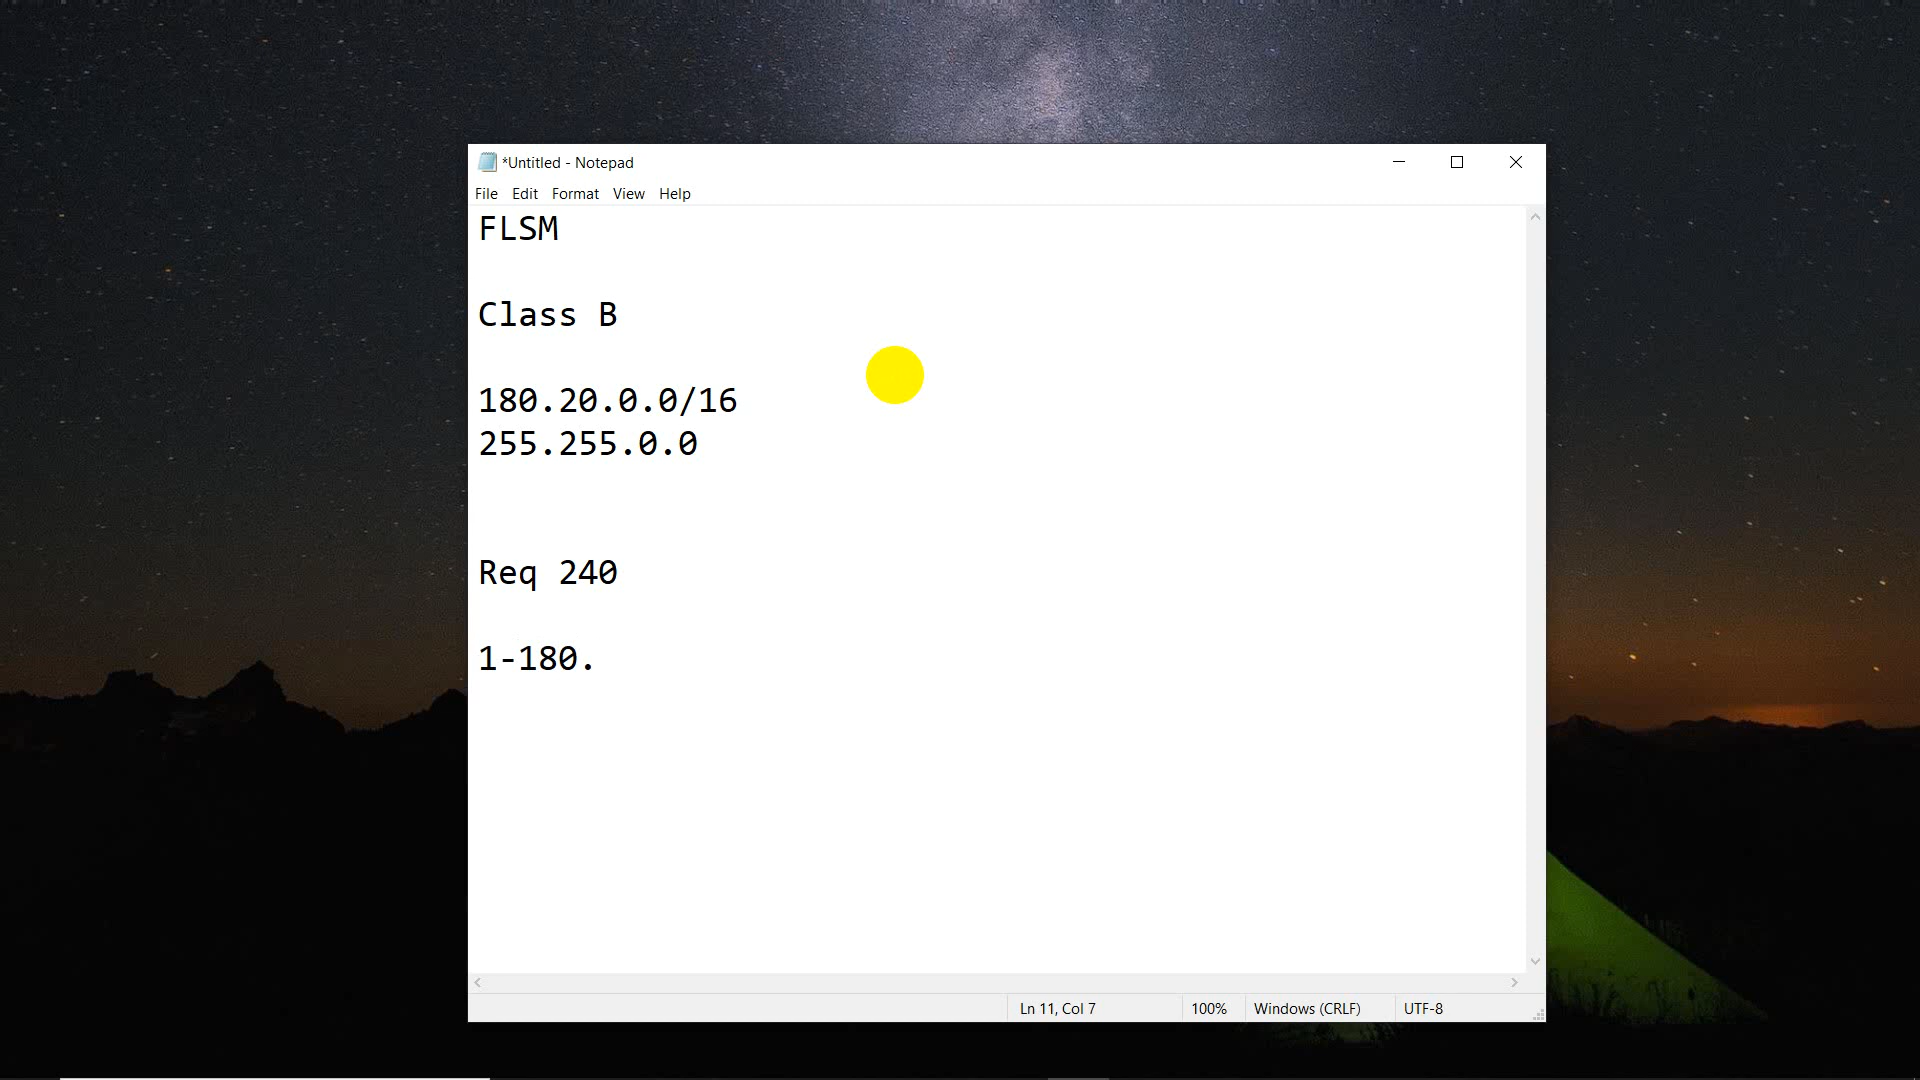 *Untitled - Notepad
File Edit Format View Help
FLSM
Class B
180.20.0.0/16
255.255.0.0
Req 240
1-180.
Ln 11, Col 7 100% Windows (CRLF) UTF-8